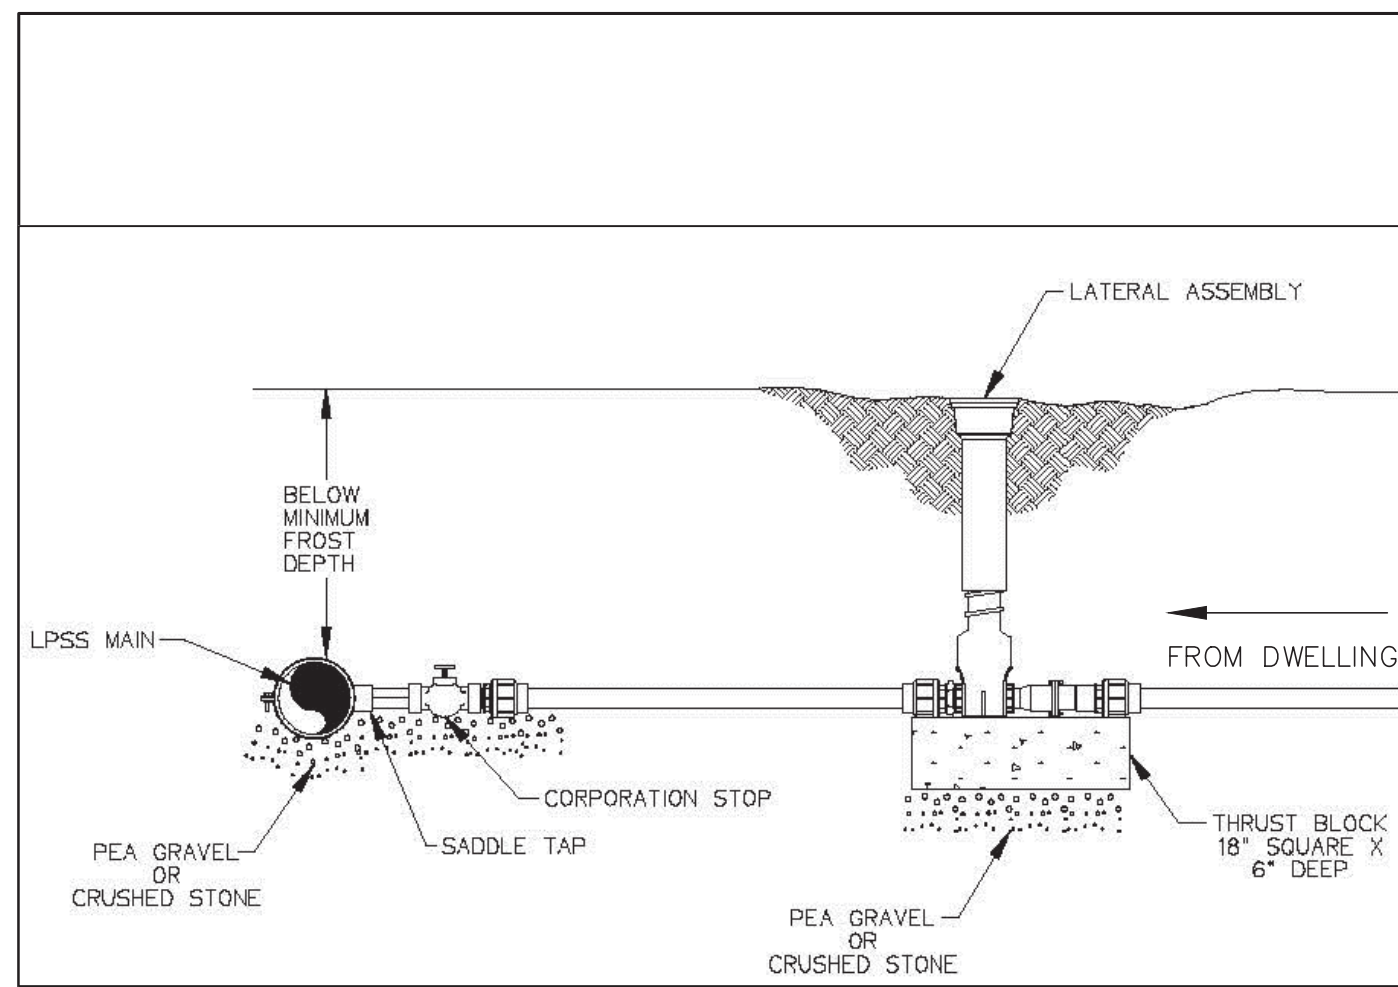 LATERAL ASSEMBLY
BELOW
MINIMUM
FROST
DEPTH
LPSS MAIN
FROM DWELLING
CORPORATION STOP
SADDLE TAP
PEA GRAVEL
OR
CRUSHED STONE
THRUST BLOCK
18" SQUARE X
6" DEEP
PEA GRAVEL
OR
CRUSHED STONE